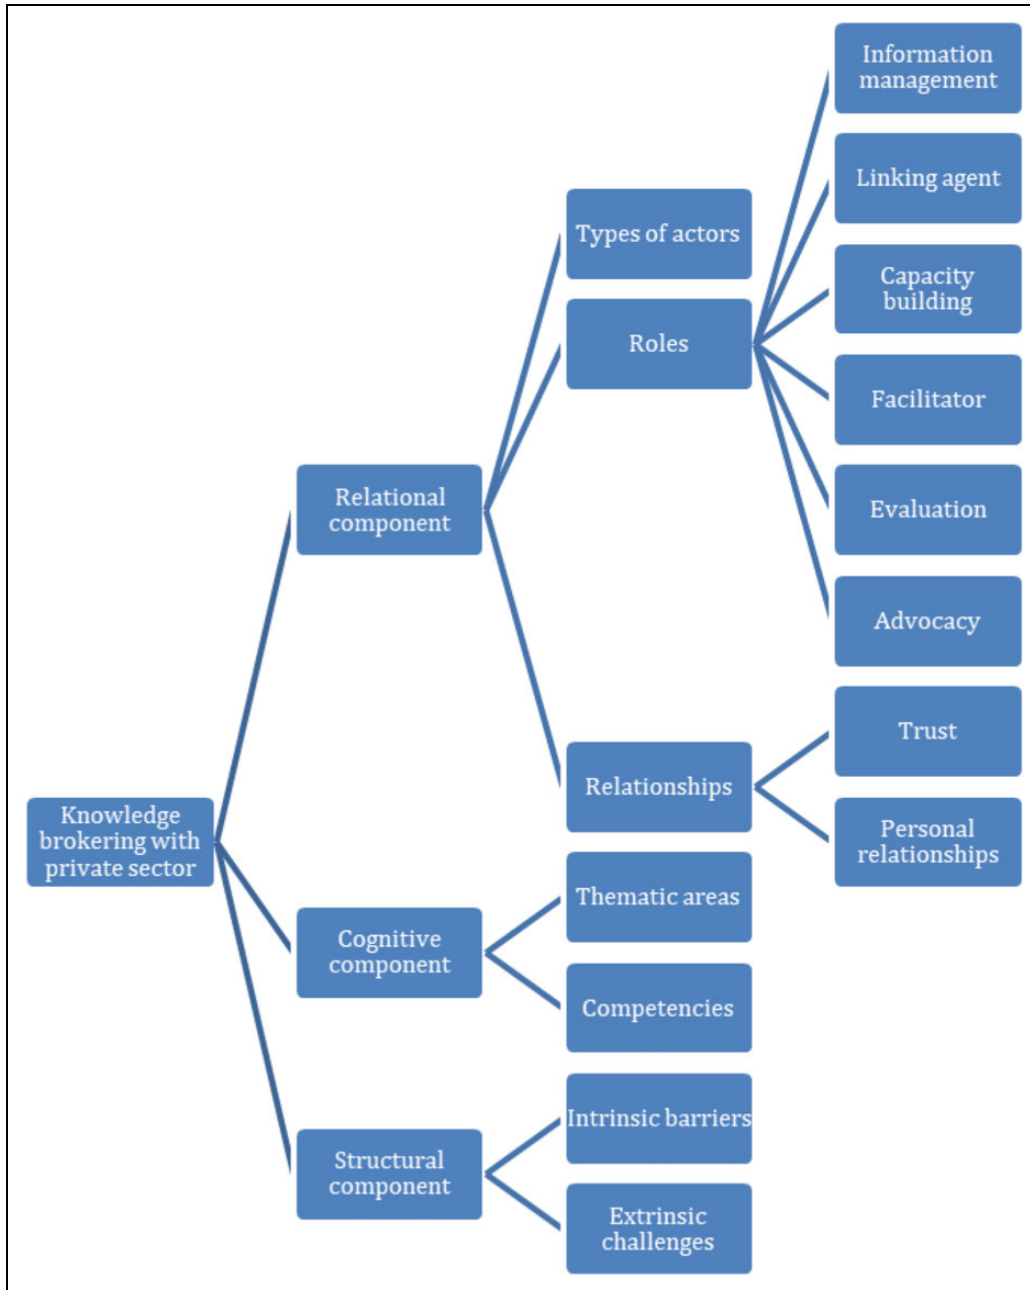 Information
management
Linking agent
Types of actors
Capacity
building
Roles
Facilitator
Relational
component
Evaluation
Advocacy
Trust
Relationships
Knowledge
brokering with
private sector
Personal
relationships
Thematic areas
Cognitive
component
Competencies
Intrinsic barriers
Structural
component
Extrinsic
challenges